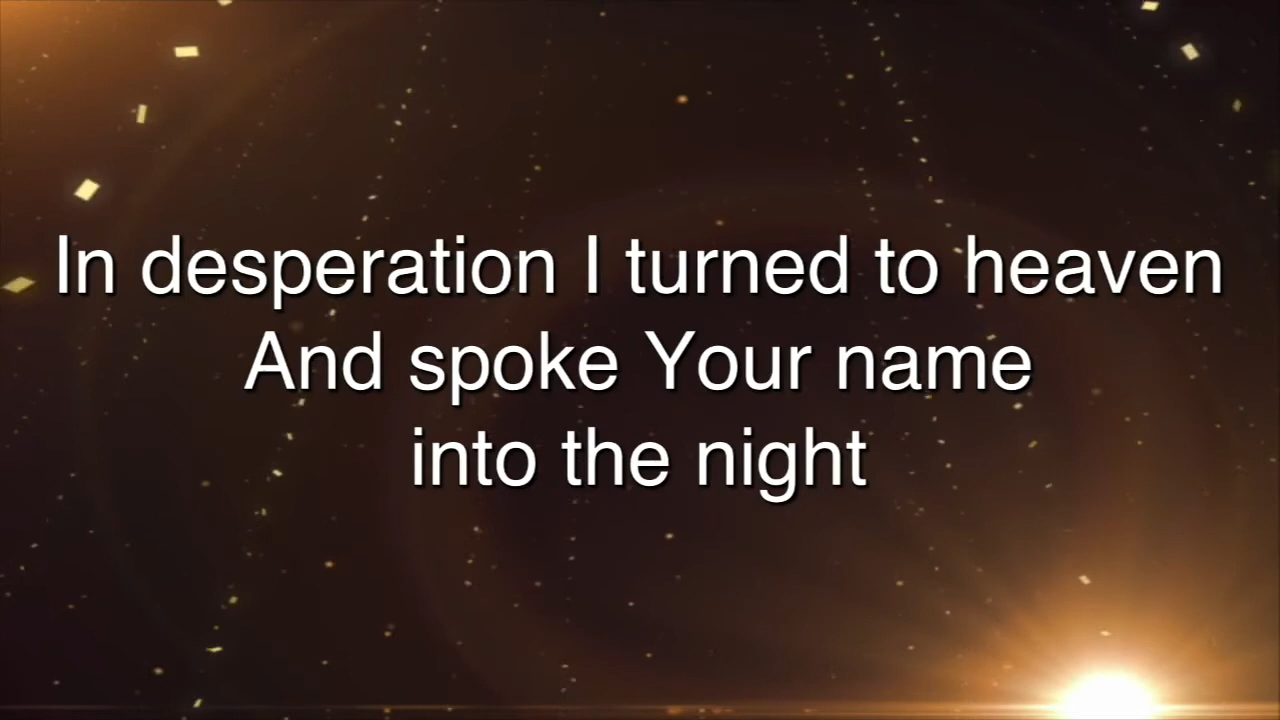 In desperation I turned to heaven
And spoke Your name
into the night